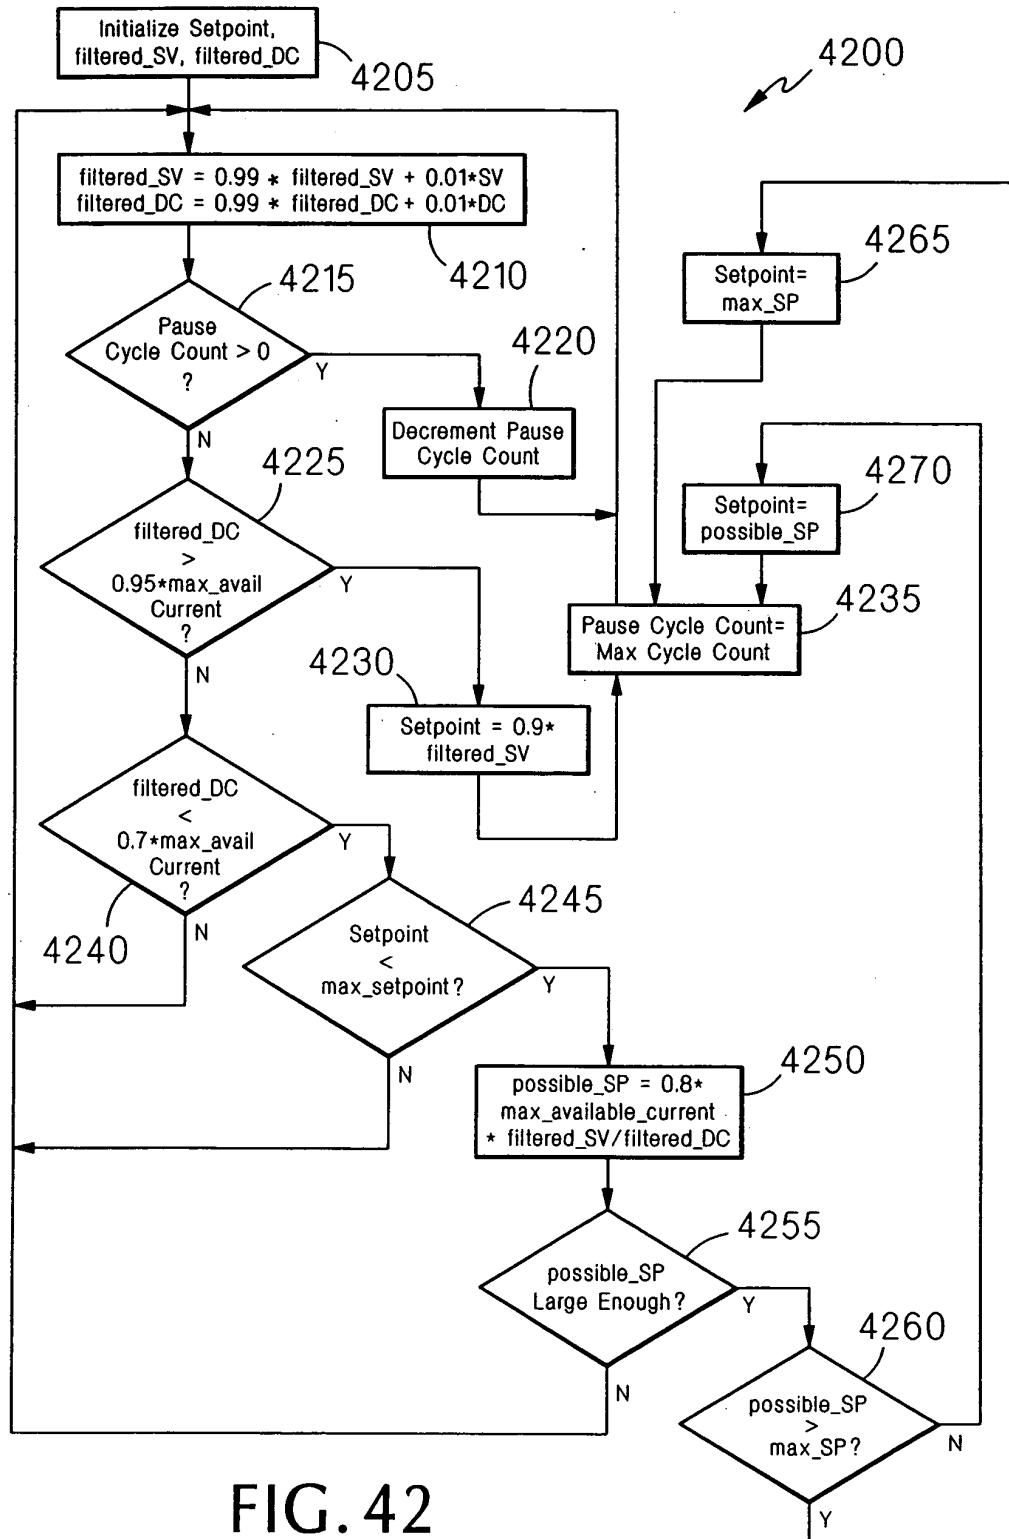 Initialize Setpoint,
filtered_SV, filtered_DC
4205
4200
filtered_SV = 0.99 * filtered_SV + 0.01*SV
filtered_DC = 0.99 * filtered_DC + 0.01*DC
4210
4265
Setpoint=
max_SP
4215
Pause
Cycle Count > 0
?
Y
N
4220
Decrement Pause
Cycle Count
4225
filtered_DC
>
0.95*max_avail
Current
?
Y
N
4270
Setpoint=
possible_SP
4235
Pause Cycle Count=
Max Cycle Count
4230
Setpoint = 0.9*
filtered_SV
filtered_DC
<
0.7*max_avail
Current
?
Y
N
4240
4245
Setpoint
<
max_setpoint?
Y
N
4250
possible_SP = 0.8*
max_available_current
* filtered_SV/filtered_DC
4255
possible_SP
Large Enough?
Y
N
4260
possible_SP
>
max_SP?
N
Y
FIG. 42